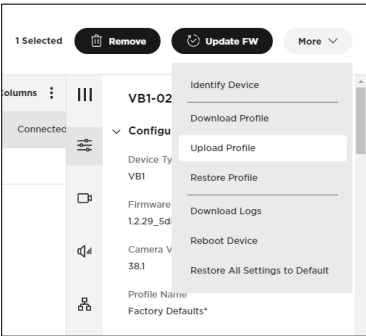 1 Selected
Remove
Update FW
More
Columns
Identify Device
VB1-02
Download Profile
Connected
Configu
Upload Profile
Device Ty
VB1
Restore Profile
Firmware
Download Logs
1.2.29_5d
Reboot Device
Camera V
38.1
Restore All Settings to Default
Profile Name
Factory Defaults*